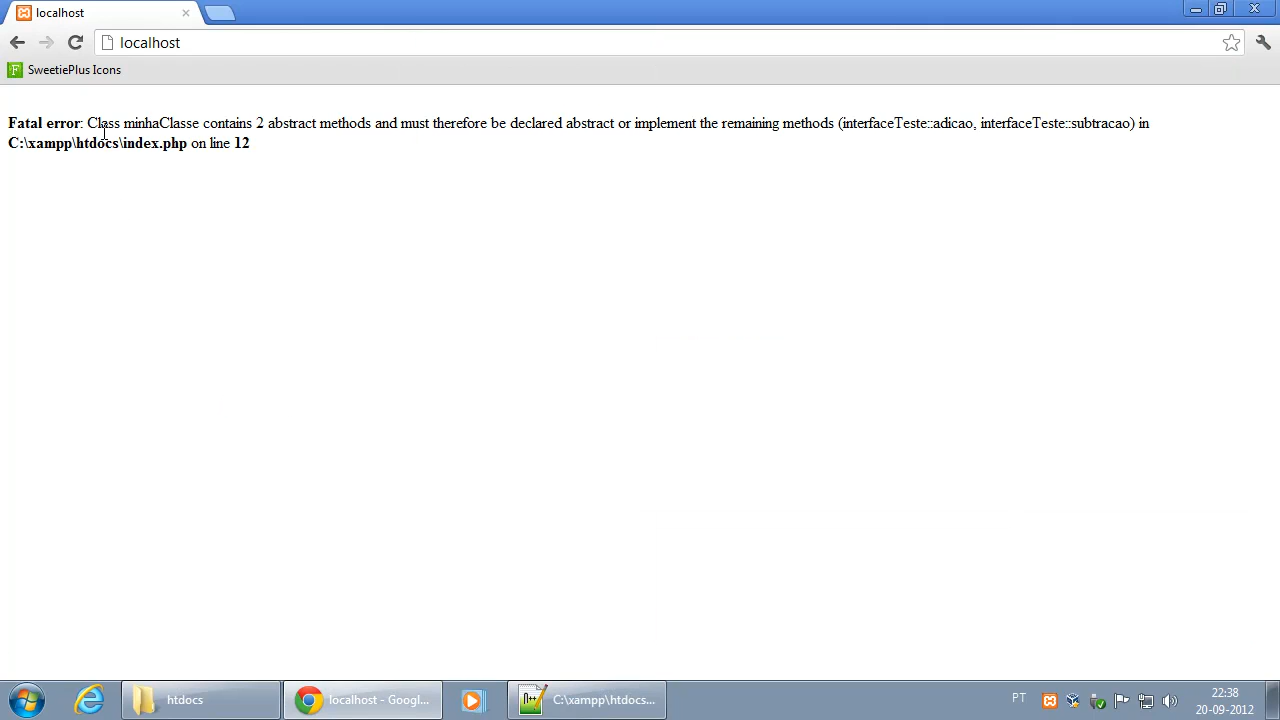 localhost
localhost
SweetiePlus Icons
Fatal error: Class minhaClasse contains 2 abstract methods and must therefore be declared abstract or implement the remaining methods (interfaceTeste::adicao, interfaceTeste::subtracao) in
C:\xampp\htdocs\index.php on line 12
htdocs
localhost - Googl...
C:\xampp\htdocs...
PT
22:38
20-09-2012